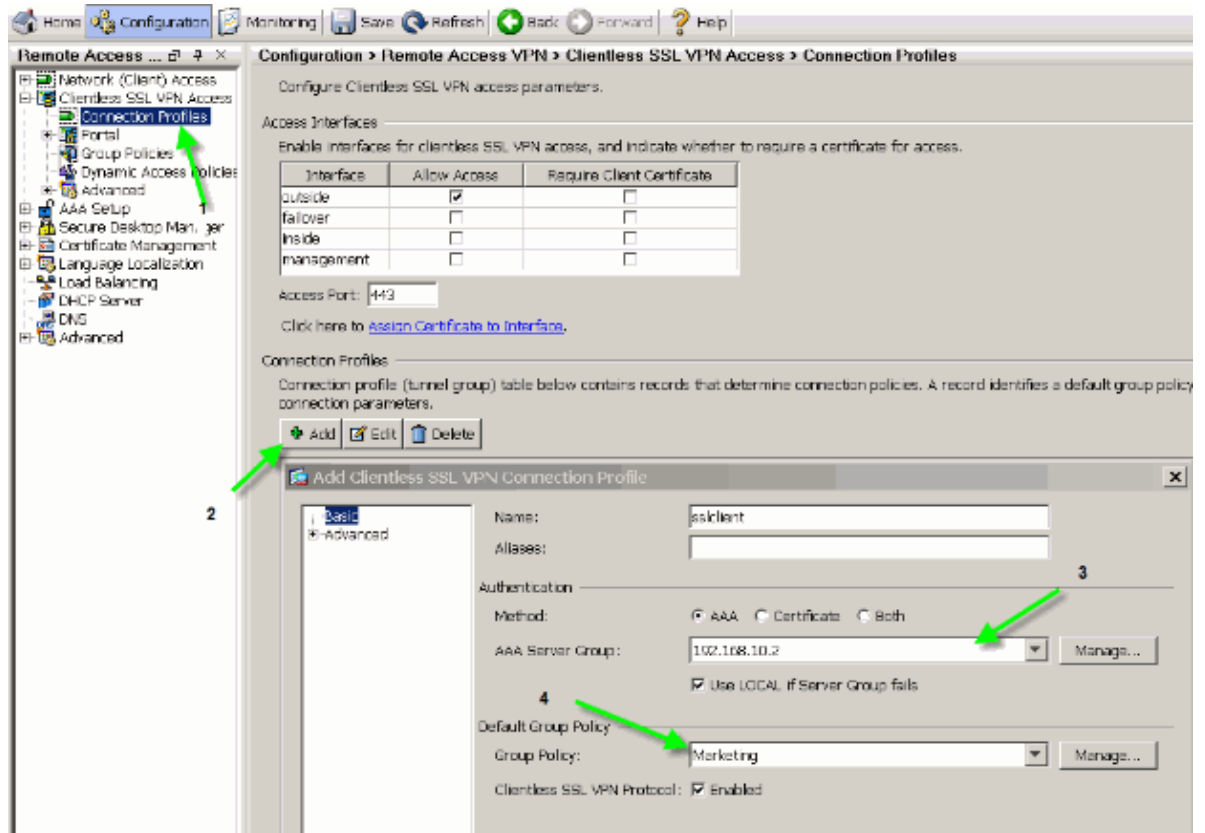 Home Configuration Monitoring Save Refresh Back Forward Help
Remote Access ...
Configuration > Remote Access VPN > Clientless SSL VPN Access > Connection Profiles
Network (Client) Access
Clientless SSL VPN Access
Connection Profiles
Portal
Group Policies
Dynamic Access Policies
Advanced
AAA Setup
Secure Desktop Man. ger
Certificate Management
Language Localization
Load Balancing
DHCP Server
DNS
Advanced
1
Configure Clientless SSL VPN access parameters.
Access Interfaces
Enable interfaces for clientless SSL VPN access, and indicate whether to require a certificate for access.
Interface Allow Access Require Client Certificate
outside
failover
inside
management
Access Port: 443
Click here to Assign Certificate to Interface.
Connection Profiles
Connection profile (tunnel group) table below contains records that determine connection policies. A record identifies a default group policy
connection parameters.
Add Edit Delete
2
Add Clientless SSL VPN Connection Profile
Basic
Advanced
Name: sslclient
Aliases:
Authentication
3
Method: AAA Certificate Both
AAA Server Group: 192.168.10.2 Manage...
Use LOCAL if Server Group fails
4
Default Group Policy
Group Policy: Marketing Manage...
Clientless SSL VPN Protocol: Enabled